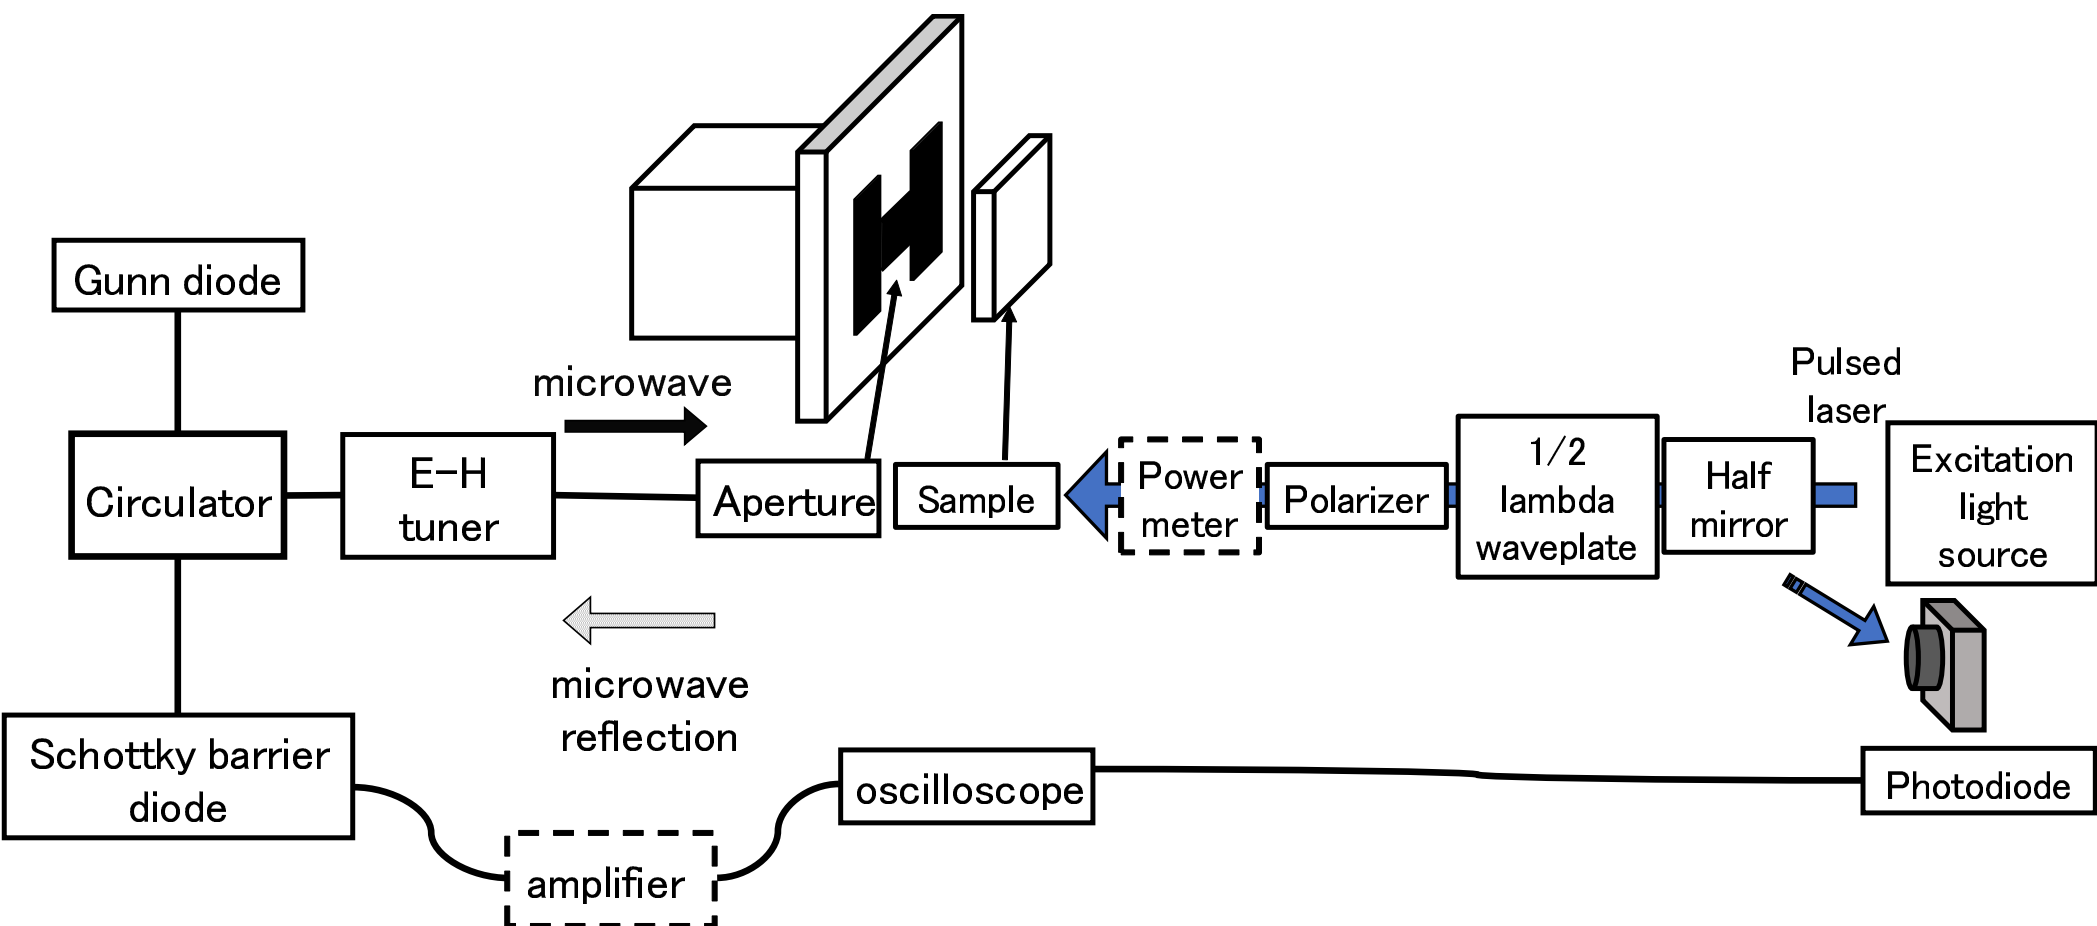 Gunn diode
microwave
Pulsed
laser
Circulator
E-H
tuner
Aperture
Sample
Power
meter
Polarizer
1/2
lambda
waveplate
Half
mirror
Excitation
light
source
microwave
reflection
Schottky barrier
diode
amplifier
oscilloscope
Photodiode